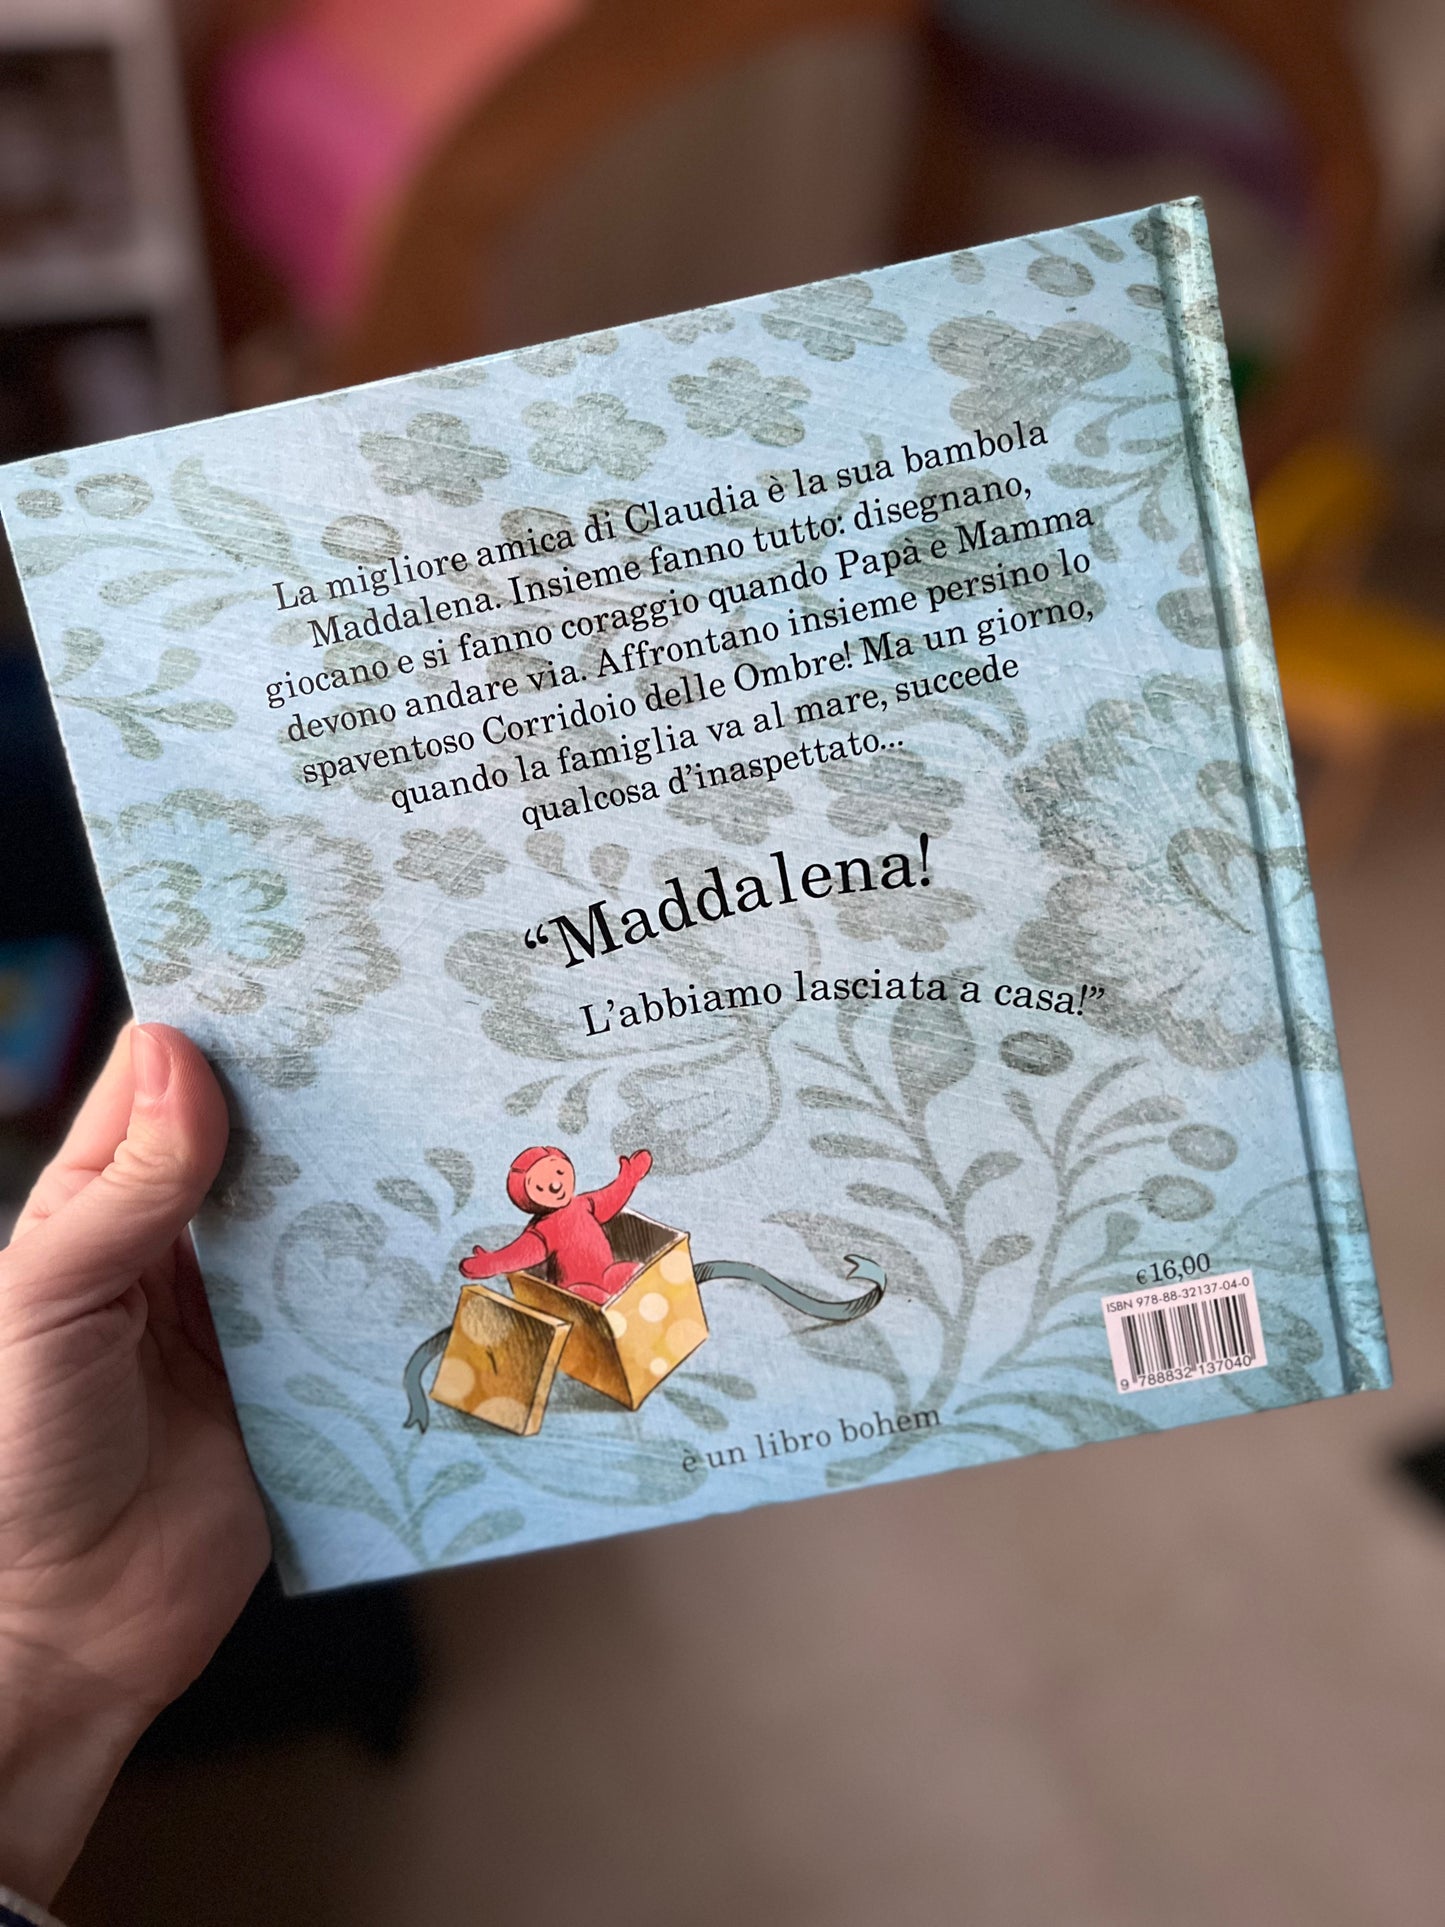 La migliore amica di Claudia è la sua bambola
Maddalena. Insieme fanno tutto: disegnano,
giocano e si fanno coraggio quando Papà e Mamma
devono andare via. Affrontano insieme persino lo
spaventoso Corridoio delle Ombre! Ma un giorno,
quando la famiglia va al mare, succede
qualcosa d’inaspettato...
“Maddalena!
L’abbiamo lasciata a casa!”
€16,00
ISBN 978-88-32137-04-0
9 788832 137040
è un libro bohem